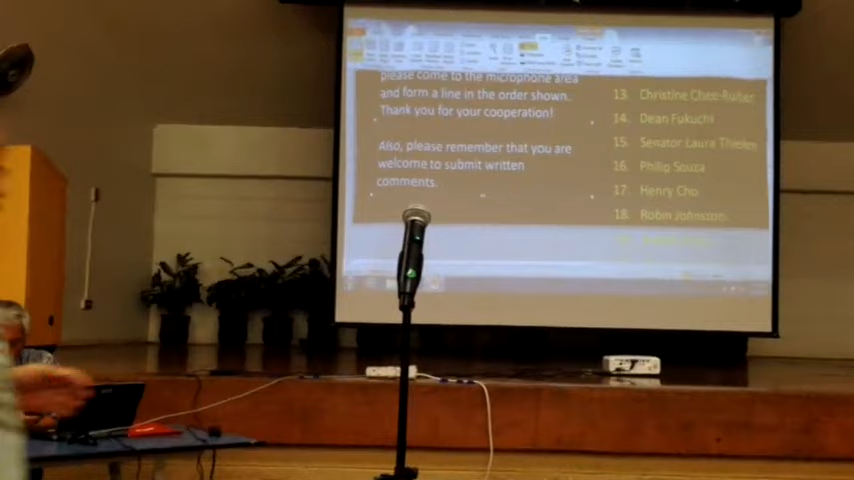 please come to the microphone area
and form a line in the order shown.
Thank you for your cooperation!
Also, please remember that you are
welcome to submit written
comments.
13. Christine Chee-Ruiter
14. Dean Fukuchi
15. Senator Laura Thielen
16. Philip Souza
17. Henry Cho
18. Robin Johnston